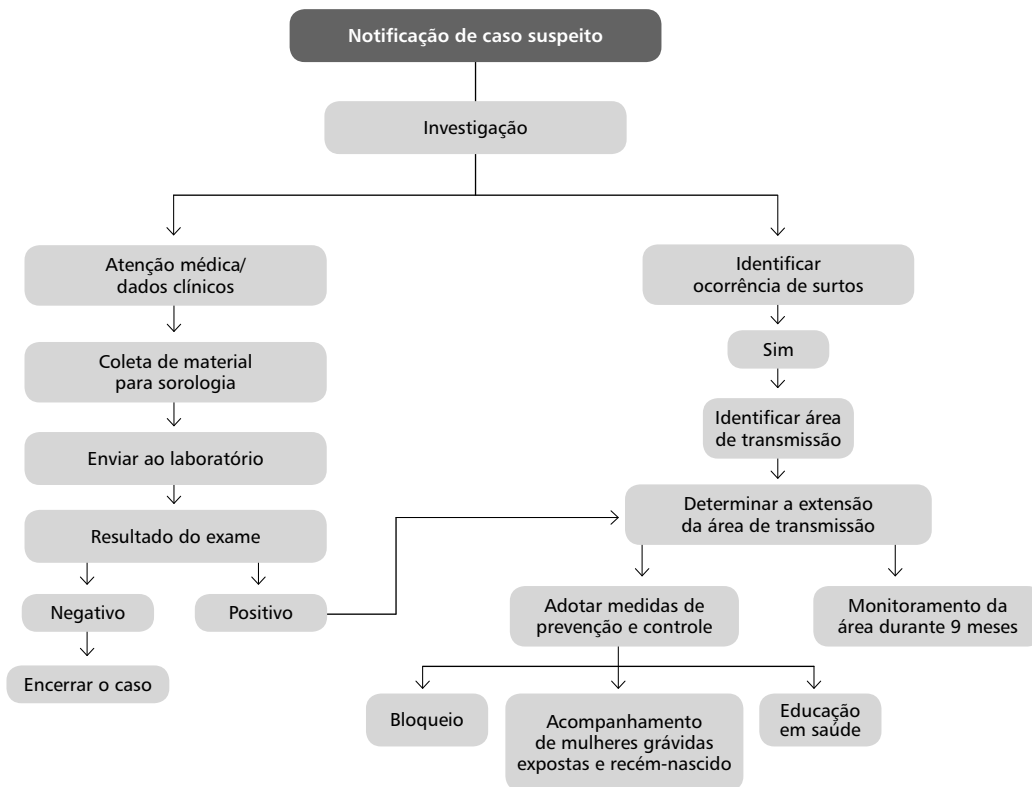 Notificação de caso suspeito
Investigação
Atenção médica/
dados clínicos
Coleta de material
para sorologia
Enviar ao laboratório
Resultado do exame
Negativo
Positivo
Encerrar o caso
Identificar
ocorrência de surtos
Sim
Identificar área
de transmissão
Determinar a extensão
da área de transmissão
Adotar medidas de
prevenção e controle
Monitoramento da
área durante 9 meses
Bloqueio
Acompanhamento
de mulheres grávidas
expostas e recém-nascido
Educação
em saúde